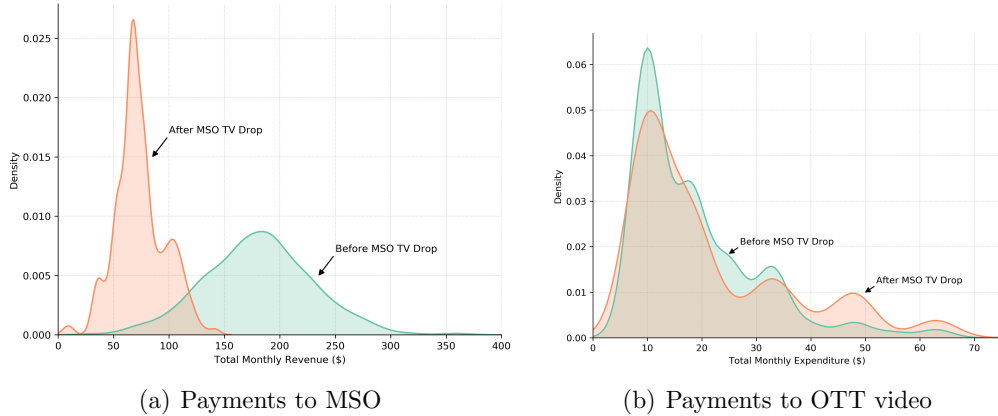 0.025
0.020
0.015
0.010
0.005
0.000
Density
After MSO TV Drop
Before MSO TV Drop
0 50 100 150 200 250 300 350 400
Total Monthly Revenue ($)
(a) Payments to MSO
0.06
0.05
0.04
0.03
0.02
0.01
0.00
Density
Before MSO TV Drop
After MSO TV Drop
0 10 20 30 40 50 60 70
Total Monthly Expenditure ($)
(b) Payments to OTT video